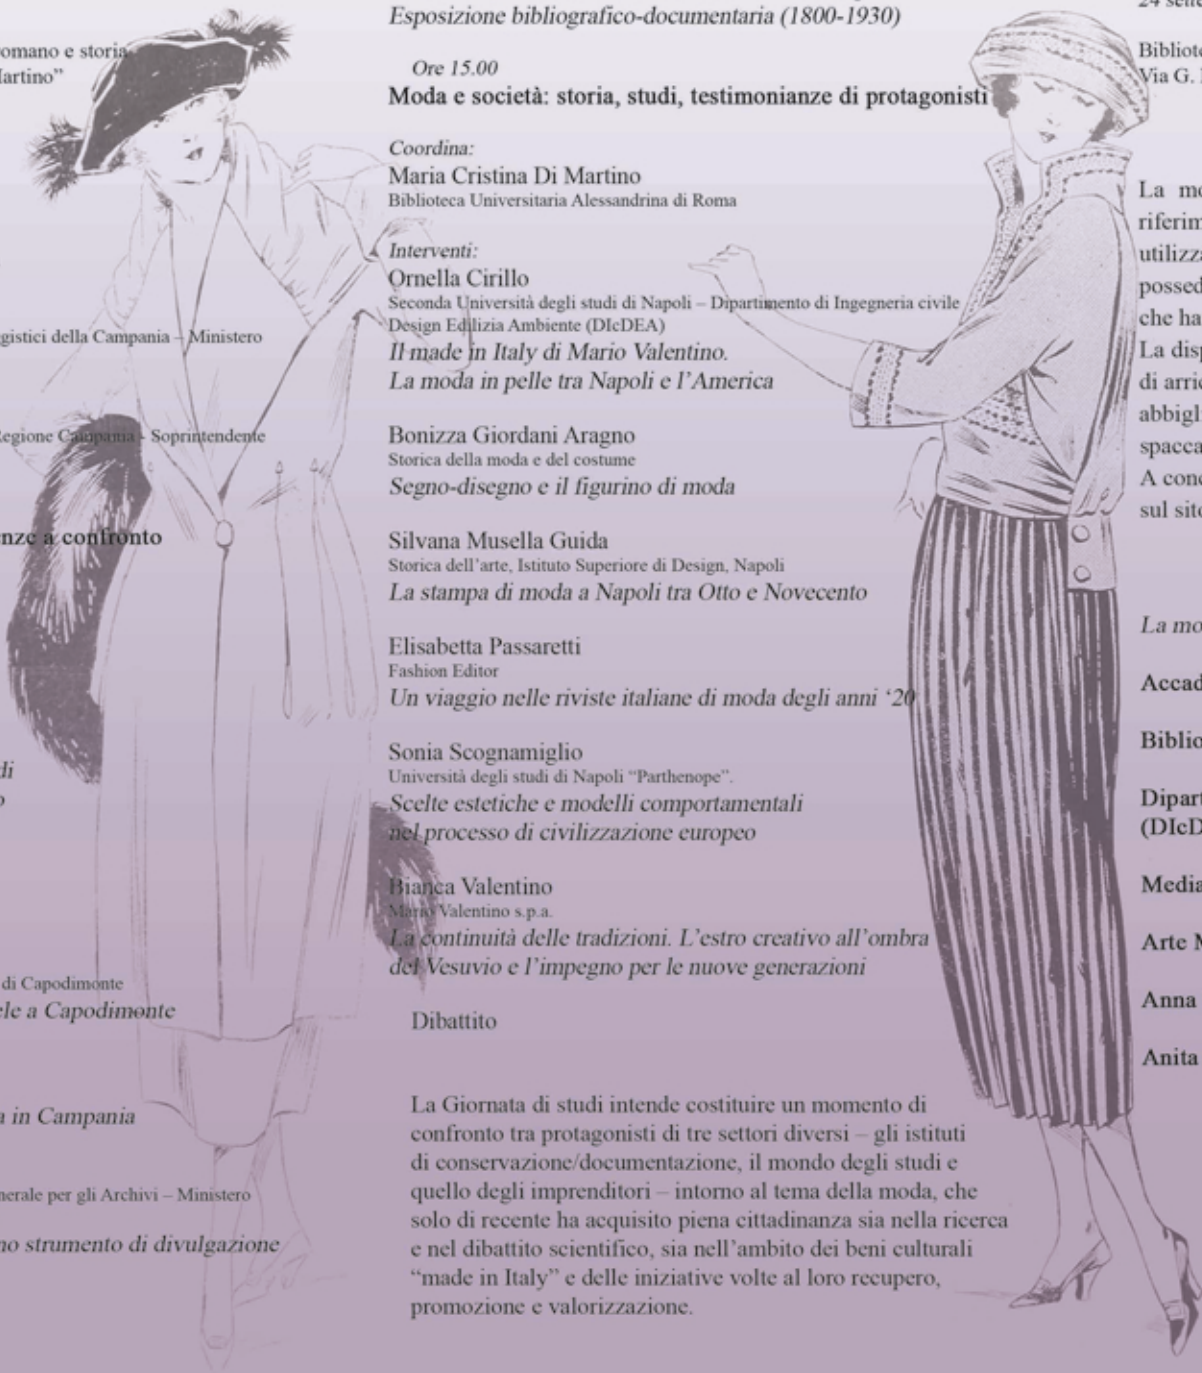 omano e storia
artino”
gistici della Campania – Ministero
Regione Campania - Soprintendente
nze a confronto
di
o
di Capodimonte
ele a Capodimonte
a in Campania
nerale per gli Archivi – Ministero
no strumento di divulgazione
Esposizione bibliografico-documentaria (1800-1930)
Ore 15.00
Moda e società: storia, studi, testimonianze di protagonisti
Coordina:
Maria Cristina Di Martino
Biblioteca Universitaria Alessandrina di Roma
Interventi:
Ornella Cirillo
Seconda Università degli studi di Napoli – Dipartimento di Ingegneria civile
Design Edilizia Ambiente (DIcDEA)
Il made in Italy di Mario Valentino.
La moda in pelle tra Napoli e l’America
Bonizza Giordani Aragno
Storica della moda e del costume
Segno-disegno e il figurino di moda
Silvana Musella Guida
Storica dell’arte, Istituto Superiore di Design, Napoli
La stampa di moda a Napoli tra Otto e Novecento
Elisabetta Passaretti
Fashion Editor
Un viaggio nelle riviste italiane di moda degli anni ‘20
Sonia Scognamiglio
Università degli studi di Napoli “Parthenope”.
Scelte estetiche e modelli comportamentali
nel processo di civilizzazione europeo
Bianca Valentino
Mario Valentino s.p.a.
La continuità delle tradizioni. L’estro creativo all’ombra
del Vesuvio e l’impegno per le nuove generazioni
Dibattito
La Giornata di studi intende costituire un momento di
confronto tra protagonisti di tre settori diversi – gli istituti
di conservazione/documentazione, il mondo degli studi e
quello degli imprenditori – intorno al tema della moda, che
solo di recente ha acquisito piena cittadinanza sia nella ricerca
e nel dibattito scientifico, sia nell’ambito dei beni culturali
“made in Italy” e delle iniziative volte al loro recupero,
promozione e valorizzazione.
Bibliote
Via G.
La mo
riferim
utilizza
possed
che ha
La disp
di arric
abbigli
spacca
A conc
sul sito
La mo
Accad
Biblio
Dipart
(DIcD
Media
Arte M
Anna
Anita